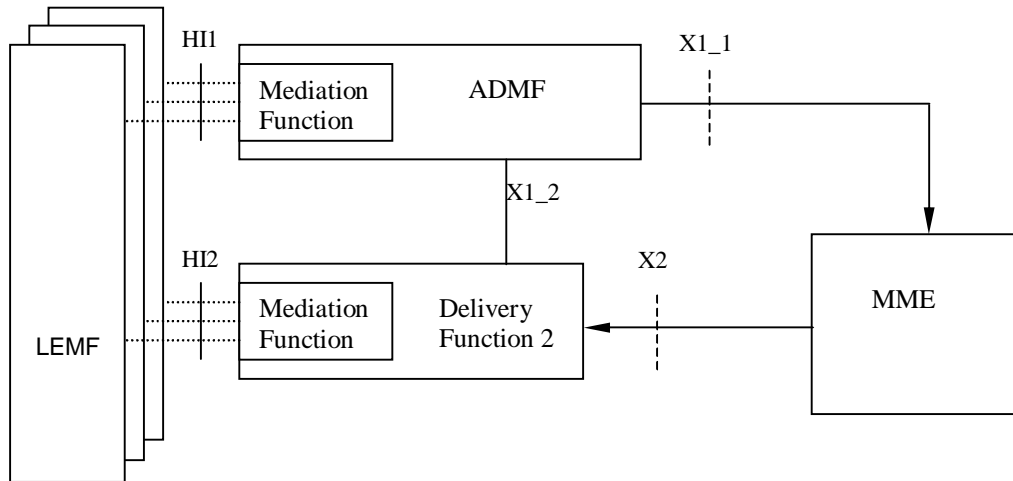 HI1
X1_1
Mediation
Function
ADMF
X1_2
HI2
X2
Mediation
Function
Delivery
Function 2
MME
LEMF